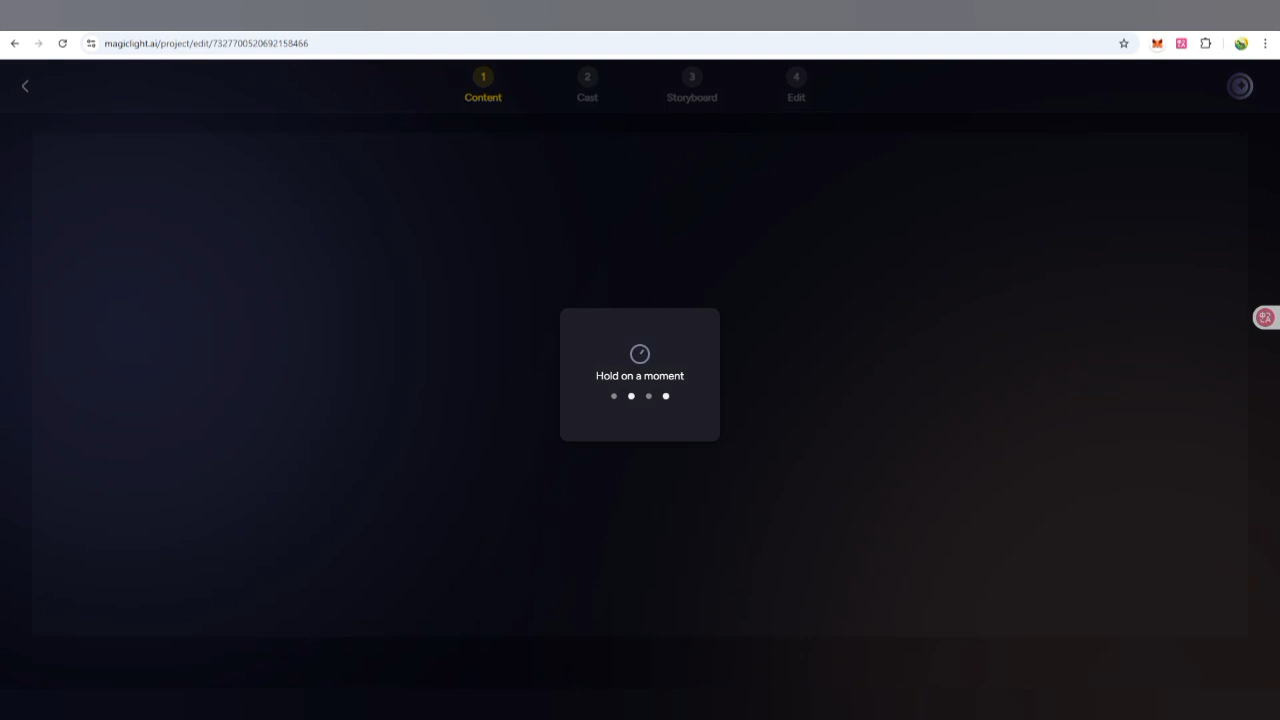 magiclight.ai/project/edit/7327700520692158466
1 2 3 4
Content Cast Storyboard Edit
Hold on a moment